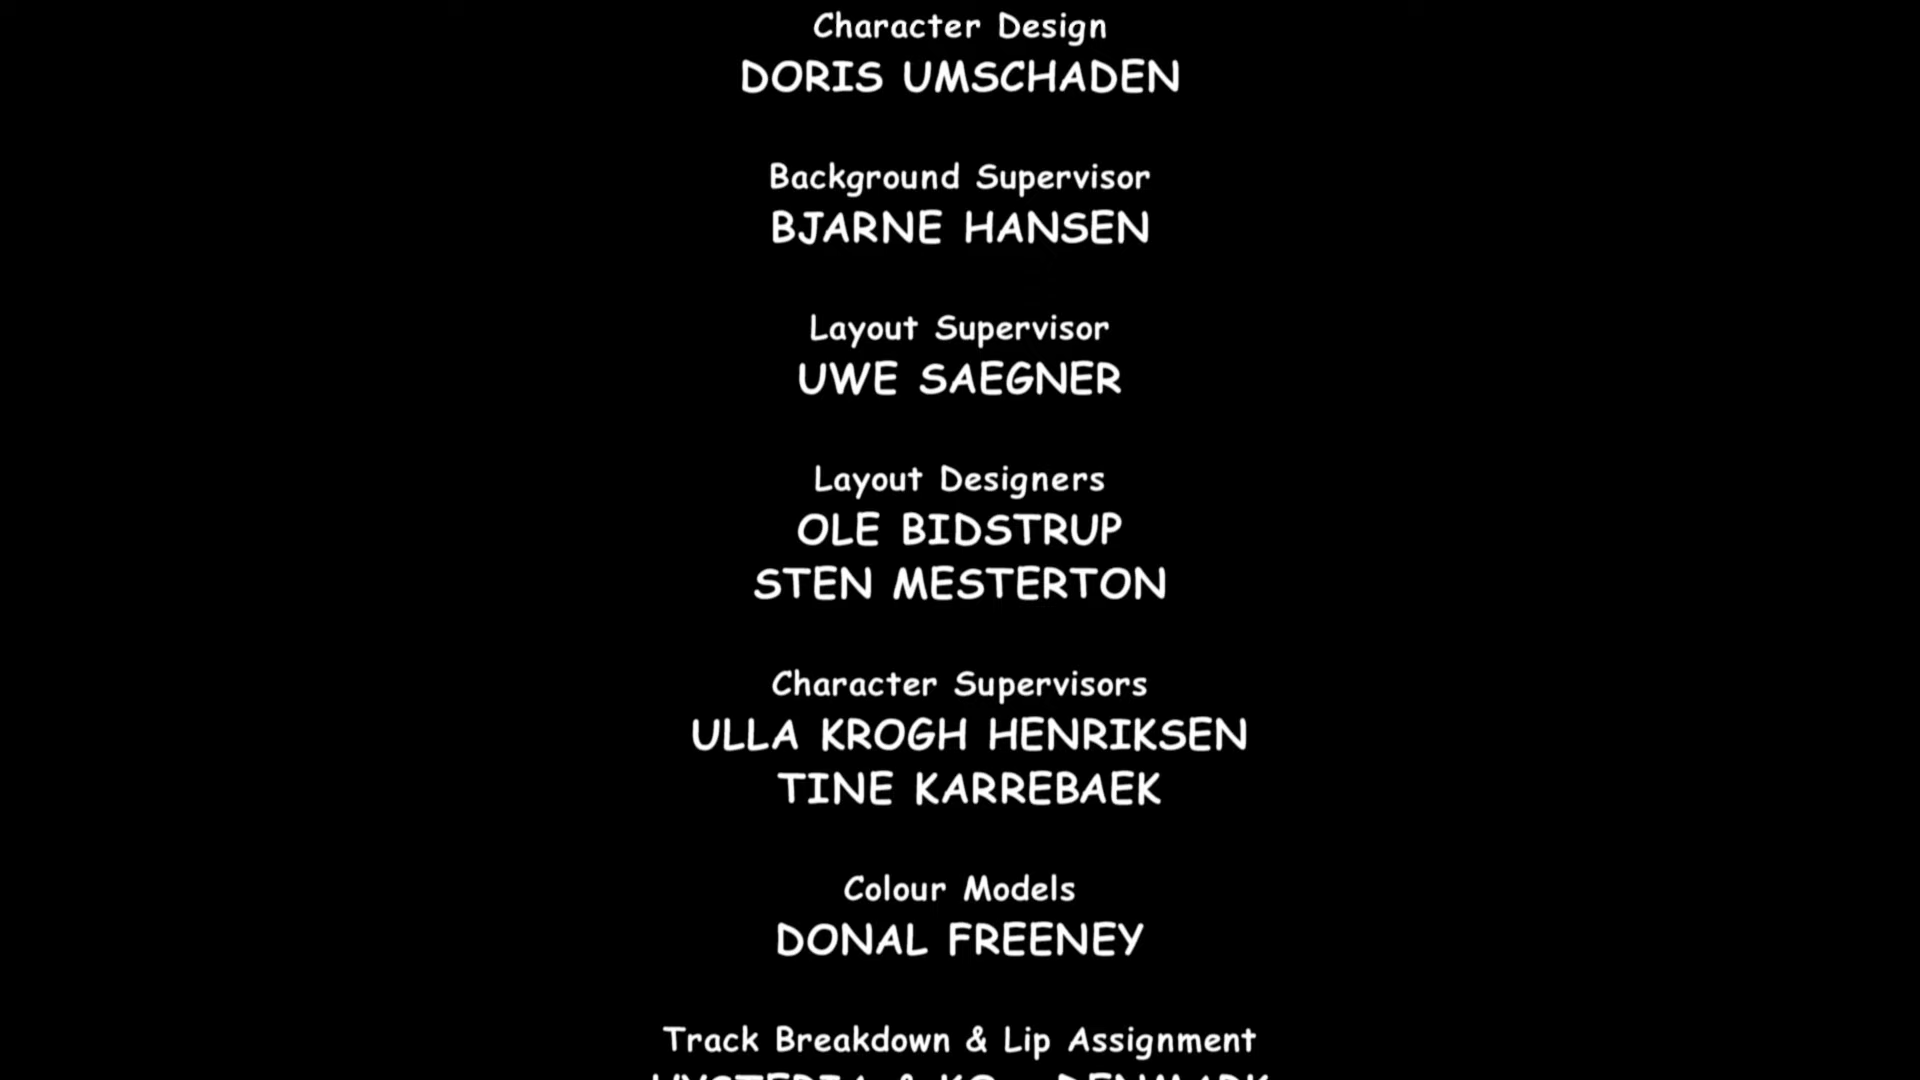 Character Design
DORIS UMSCHADEN
Background Supervisor
BJARNE HANSEN
Layout Supervisor
UWE SAEGNER
Layout Designers
OLE BIDSTRUP
STEN MESTERTON
Character Supervisors
ULLA KROGH HENRIKSEN
TINE KARREBAEK
Colour Models
DONAL FREENEY
Track Breakdown & Lip Assignment